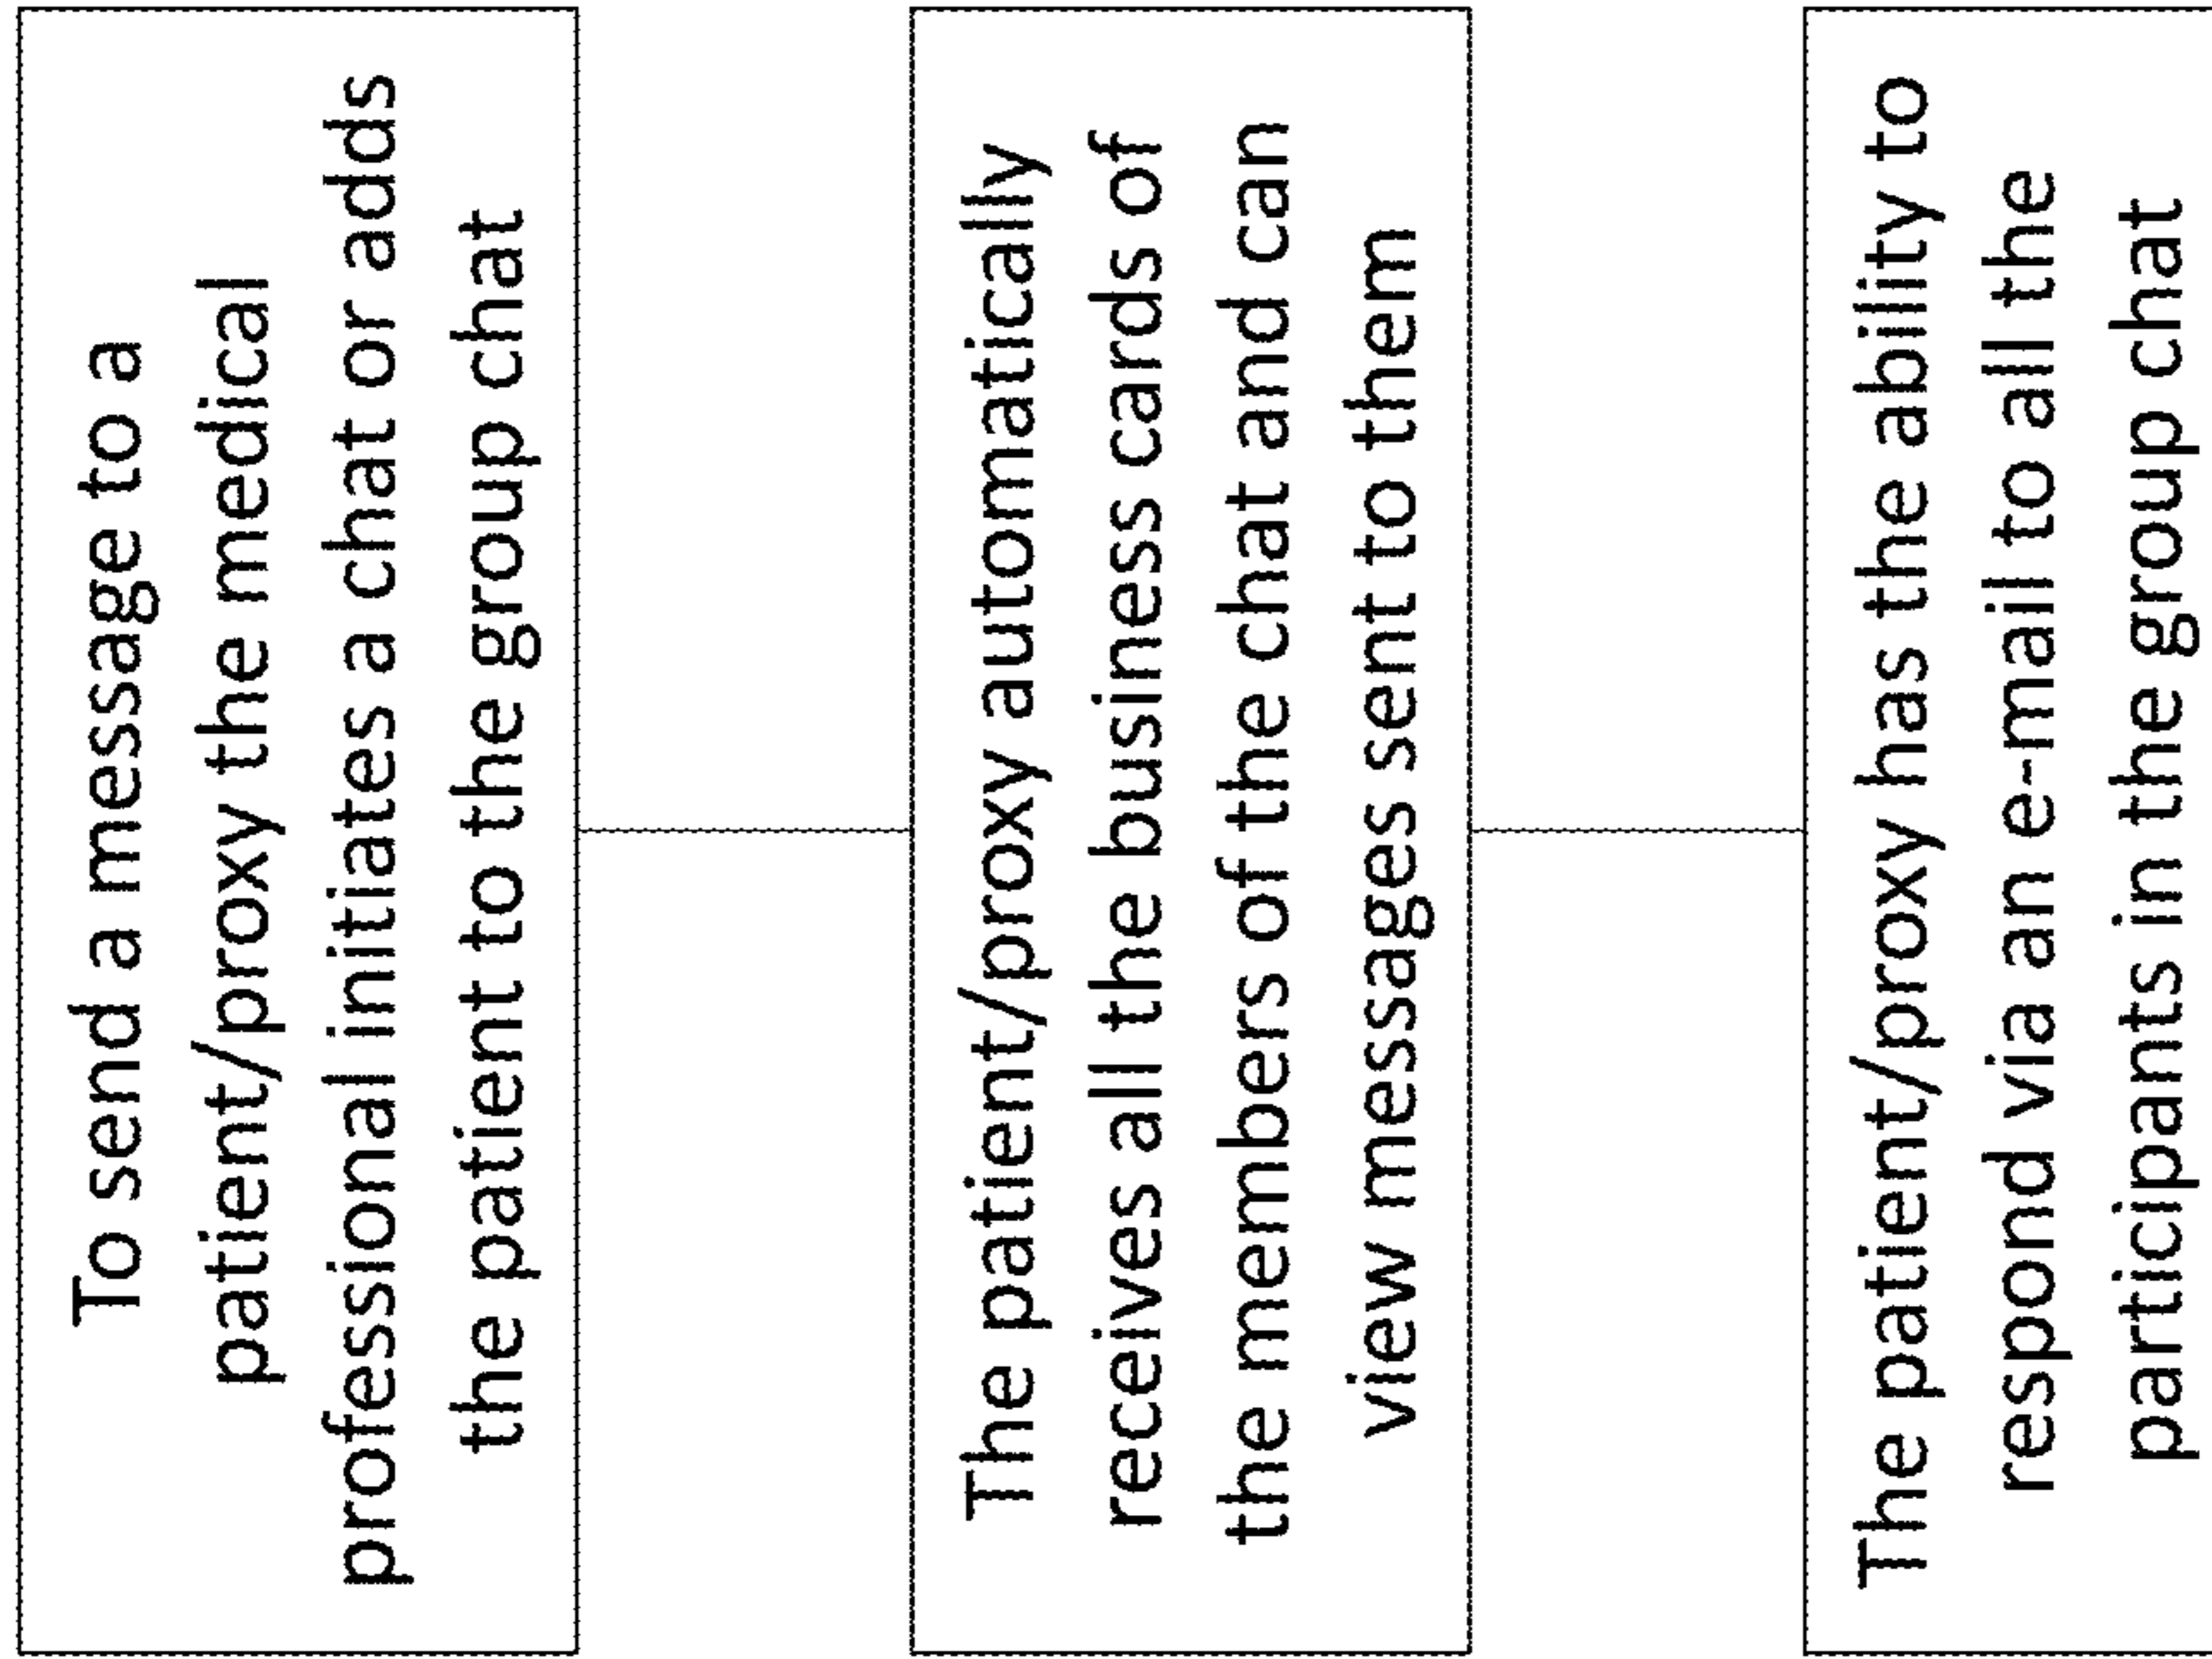 To send a message to a
patient/proxy the medical
professional initiates a chat or adds
the patient to the group chat
The patient/proxy automatically
receives all the business cards of
the members of the chat and can
view messages sent to them
The patient/proxy has the ability to
respond via an e-mail to all the
participants in the group chat